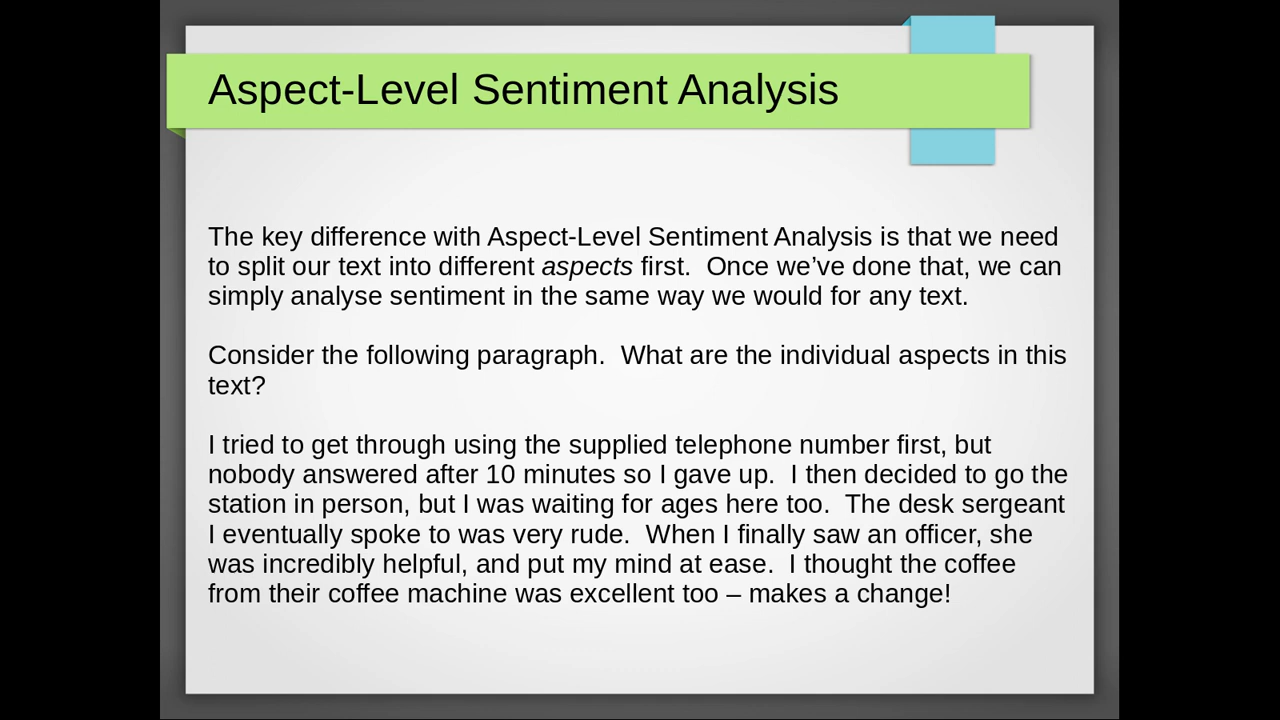 Aspect-Level Sentiment Analysis
The key difference with Aspect-Level Sentiment Analysis is that we need
to split our text into different aspects first.  Once we’ve done that, we can
simply analyse sentiment in the same way we would for any text.
Consider the following paragraph.  What are the individual aspects in this
text?
I tried to get through using the supplied telephone number first, but
nobody answered after 10 minutes so I gave up.  I then decided to go the
station in person, but I was waiting for ages here too.  The desk sergeant
I eventually spoke to was very rude.  When I finally saw an officer, she
was incredibly helpful, and put my mind at ease.  I thought the coffee
from their coffee machine was excellent too – makes a change!